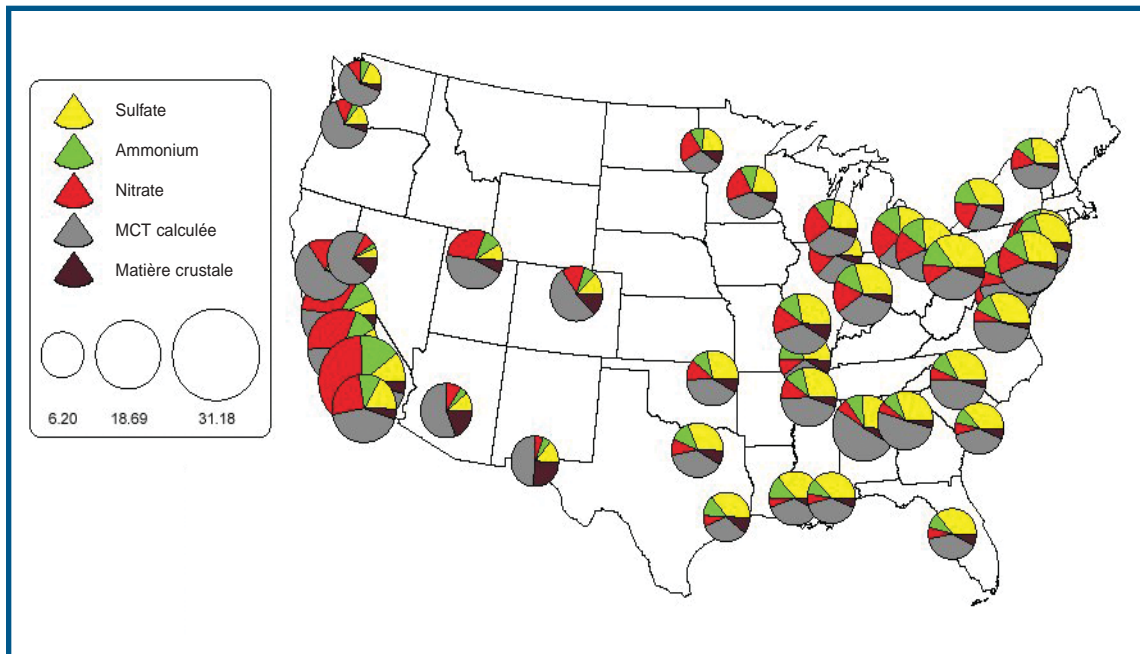 Sulfate
Ammonium
Nitrate
MCT calculée
Matière crustale
6.20 18.69 31.18